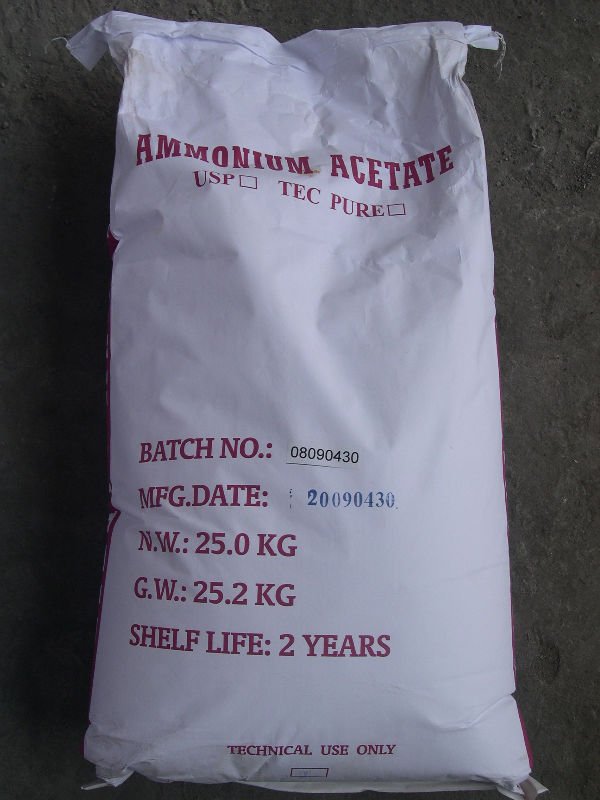 AMMONIUM ACETATE
USP☐ TEC PURE☐
BATCH NO.: 08090430
MFG.DATE: 20090430
N.W.: 25.0 KG
G.W.: 25.2 KG
SHELF LIFE: 2 YEARS
TECHNICAL USE ONLY